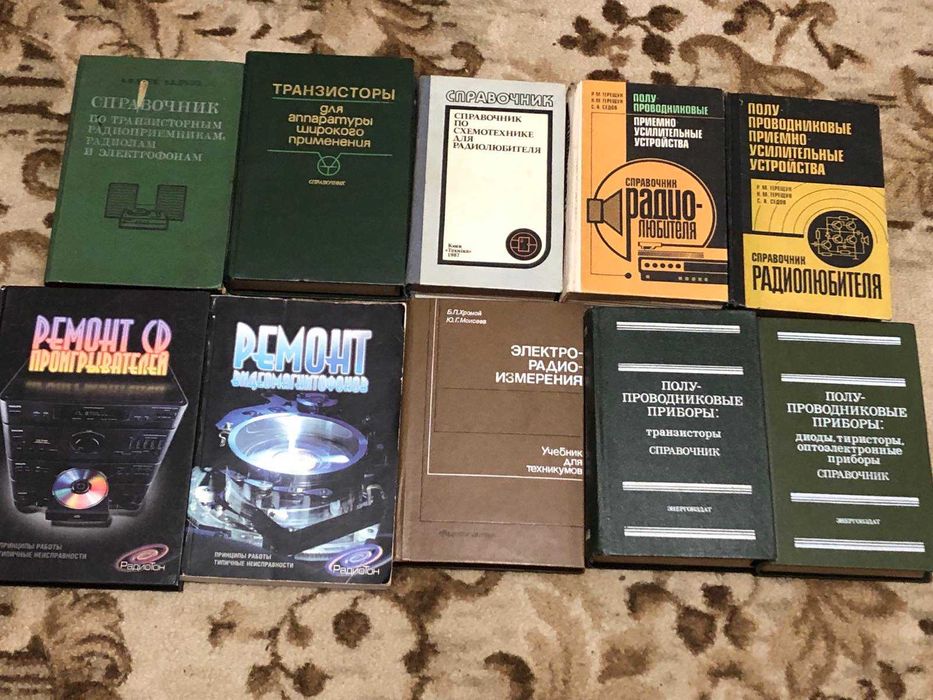 СПРАВОЧНИК
ПО ТРАНЗИСТОРНЫМ
РАДИОПРИЕМНИКАМ,
РАДИОЛАМ
И ЭЛЕКТРОФОНАМ
ТРАНЗИСТОРЫ
для
аппаратуры
широкого
применения
СПРАВОЧНИК
СПРАВОЧНИК
СПРАВОЧНИК
ПО
СХЕМОТЕХНИКЕ
ДЛЯ
РАДИОЛЮБИТЕЛЯ
Киев
«Тэхника»
1987
Р. М. ТЕРЕЩУК
К. М. ТЕРЕЩУК
С. А. СЕДОВ
ПОЛУ
ПРОВОДНИКОВЫЕ
ПРИЕМНО
УСИЛИТЕЛЬНЫЕ
УСТРОЙСТВА
СПРАВОЧНИК
РАДИО-
ЛЮБИТЕЛЯ
ПОЛУ-
ПРОВОДНИКОВЫЕ
ПРИЕМНО-
УСИЛИТЕЛЬНЫЕ
УСТРОЙСТВА
Р. М. ТЕРЕЩУК
К. М. ТЕРЕЩУК
С. А. СЕДОВ
СПРАВОЧНИК
РАДИОЛЮБИТЕЛЯ
РЕМОНТ CD
ПРОИГРЫВАТЕЛЕЙ
ПРИНЦИПЫ РАБОТЫ
ТИПИЧНЫЕ НЕИСПРАВНОСТИ
РАДИОТОН
РЕМОНТ
ВИДЕОМАГНИТОФОНОВ
ПРИНЦИПЫ РАБОТЫ
ТИПИЧНЫЕ НЕИСПРАВНОСТИ
РАДИОТОН
Б.П.Хромой
Ю.Г.Моисеев
ЭЛЕКТРО-
РАДИО-
ИЗМЕРЕНИЯ
Учебник
для
техникумов
ПОЛУ-
ПРОВОДНИКОВЫЕ
ПРИБОРЫ:
транзисторы
СПРАВОЧНИК
ЭНЕРГОИЗДАТ
ПОЛУ-
ПРОВОДНИКОВЫЕ
ПРИБОРЫ:
диоды, тиристоры,
оптоэлектронные
приборы
СПРАВОЧНИК
ЭНЕРГОИЗДАТ